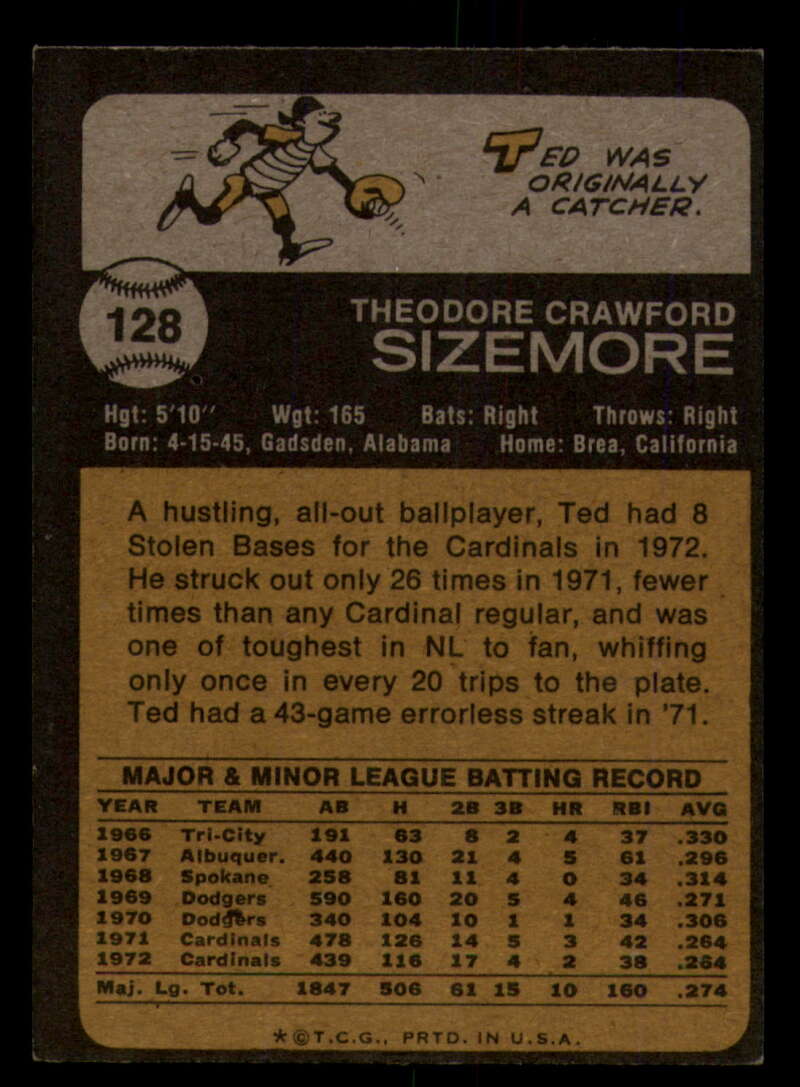 TED WAS
ORIGINALLY
A CATCHER.
128
THEODORE CRAWFORD
SIZEMORE
Hgt: 5'10" Wgt: 165 Bats: Right Throws: Right
Born: 4-15-45, Gadsden, Alabama Home: Brea, California
A hustling, all-out ballplayer, Ted had 8
Stolen Bases for the Cardinals in 1972.
He struck out only 26 times in 1971, fewer
times than any Cardinal regular, and was
one of toughest in NL to fan, whiffing
only once in every 20 trips to the plate.
Ted had a 43-game errorless streak in '71.
MAJOR & MINOR LEAGUE BATTING RECORD
YEAR TEAM AB H 2B 3B HR RBI AVG
1966 Tri-City 191 63 8 2 4 37 .330
1967 Albuquer. 440 130 21 4 5 61 .296
1968 Spokane 258 81 11 4 0 34 .314
1969 Dodgers 590 160 20 5 4 46 .271
1970 Dodgers 340 104 10 1 1 34 .306
1971 Cardinals 478 126 14 5 3 42 .264
1972 Cardinals 439 116 17 4 2 38 .264
Maj. Lg. Tot. 1847 506 61 15 10 160 .274
*©T.C.G., PRTD. IN U.S.A.